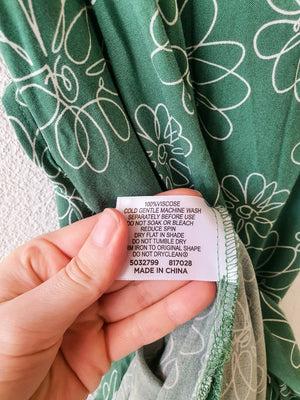 100%VISCOSE
COLD GENTLE MACHINE WASH
SEPARATELY BEFORE USE
DO NOT SOAK OR BLEACH
REDUCE SPIN
DRY FLAT IN SHADE
DO NOT TUMBLE DRY
IRM IRON TO ORIGINAL SHAPE
DO NOT DRYCLEAN®
5032799 817028
MADE IN CHINA